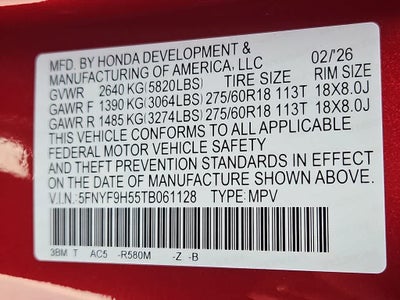 MFD. BY HONDA DEVELOPMENT &
MANUFACTURING OF AMERICA, LLC 02/'26
GVWR 2640 KG (5820LBS) TIRE SIZE RIM SIZE
GAWR F 1390 KG (3064LBS) 275/60R18 113T 18X8.0J
GAWR R 1485 KG (3274LBS) 275/60R18 113T 18X8.0J
THIS VEHICLE CONFORMS TO ALL APPLICABLE
FEDERAL MOTOR VEHICLE SAFETY
AND THEFT PREVENTION STANDARDS IN EFFECT
ON THE DATE OF MANUFACTURE SHOWN ABOVE.
V.I.N. 5FNYF9H55TB061128 TYPE: MPV
3BM T AC5 -R580M -Z -B